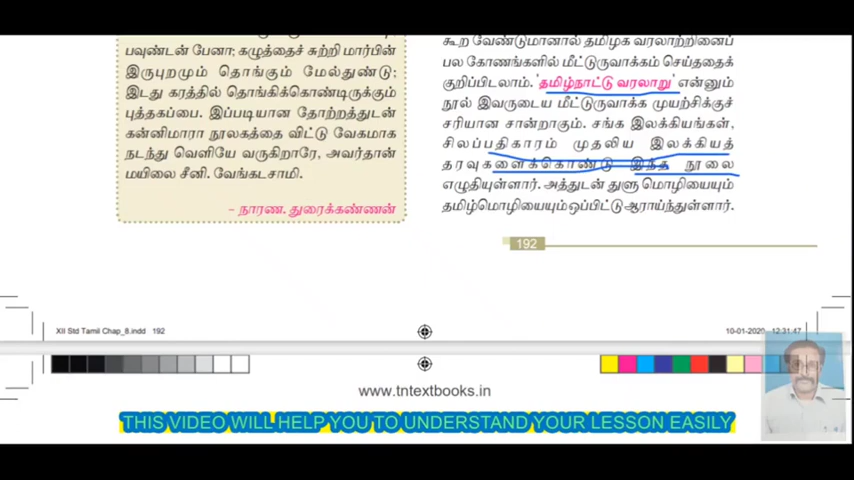 பவுண்டன் பேனா; கழுத்தைச் சுற்றி மார்பின்
இருபுறமும் தொங்கும் மேல்துண்டு;
இடது கரத்தில் தொங்கிக்கொண்டிருக்கும்
புத்தகப்பை. இப்படியான தோற்றத்துடன்
கன்னிமாரா நூலகத்தை விட்டு வேகமாக
நடந்து வெளியே வருகிறாரே, அவர்தான்
மயிலை சீனி. வேங்கடசாமி.
- நாரண. துரைக்கண்ணன்
கூற வேண்டுமானால் தமிழக வரலாற்றினைப்
பல கோணங்களில் மீட்டுருவாக்கம் செய்ததைக்
குறிப்பிடலாம். 'தமிழ்நாட்டு வரலாறு' என்னும்
நூல் இவருடைய மீட்டுருவாக்க முயற்சிக்குச்
சரியான சான்றாகும். சங்க இலக்கியங்கள்,
சிலப்பதிகாரம் முதலிய இலக்கியத்
தரவுகளைக்கொண்டு இந்த நூலை
எழுதியுள்ளார். அத்துடன் துளு மொழியையும்
தமிழ்மொழியையும் ஒப்பிட்டு ஆராய்ந்துள்ளார்.
192
XII Std Tamil Chap_8.indd 192
10-01-2020 12:31:47
www.tntextbooks.in
THIS VIDEO WILL HELP YOU TO UNDERSTAND YOUR LESSON EASILY